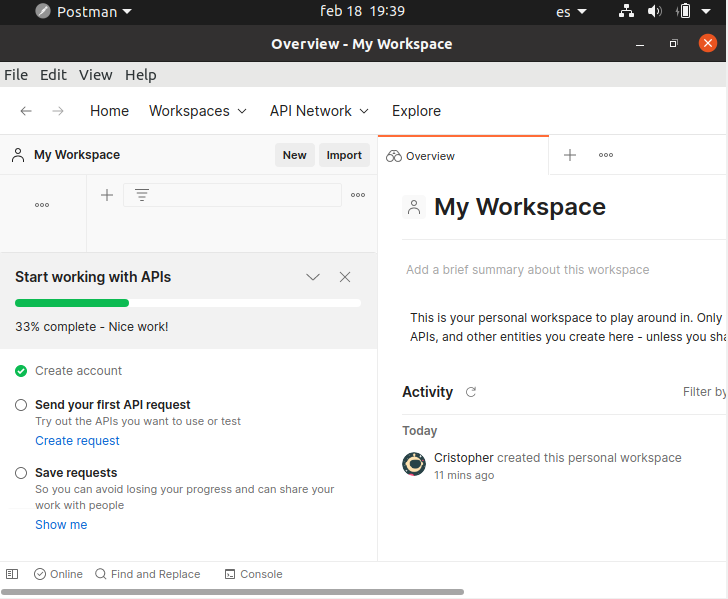 Postman
feb 18 19:39
es
Overview - My Workspace
File Edit View Help
Home Workspaces API Network Explore
My Workspace
New Import
Overview
My Workspace
Add a brief summary about this workspace
This is your personal workspace to play around in. Only
APIs, and other entities you create here - unless you sha
Activity
Filter by
Today
Cristopher created this personal workspace
11 mins ago
Start working with APIs
33% complete - Nice work!
Create account
Send your first API request
Try out the APIs you want to use or test
Create request
Save requests
So you can avoid losing your progress and can share your
work with people
Show me
Online Find and Replace Console